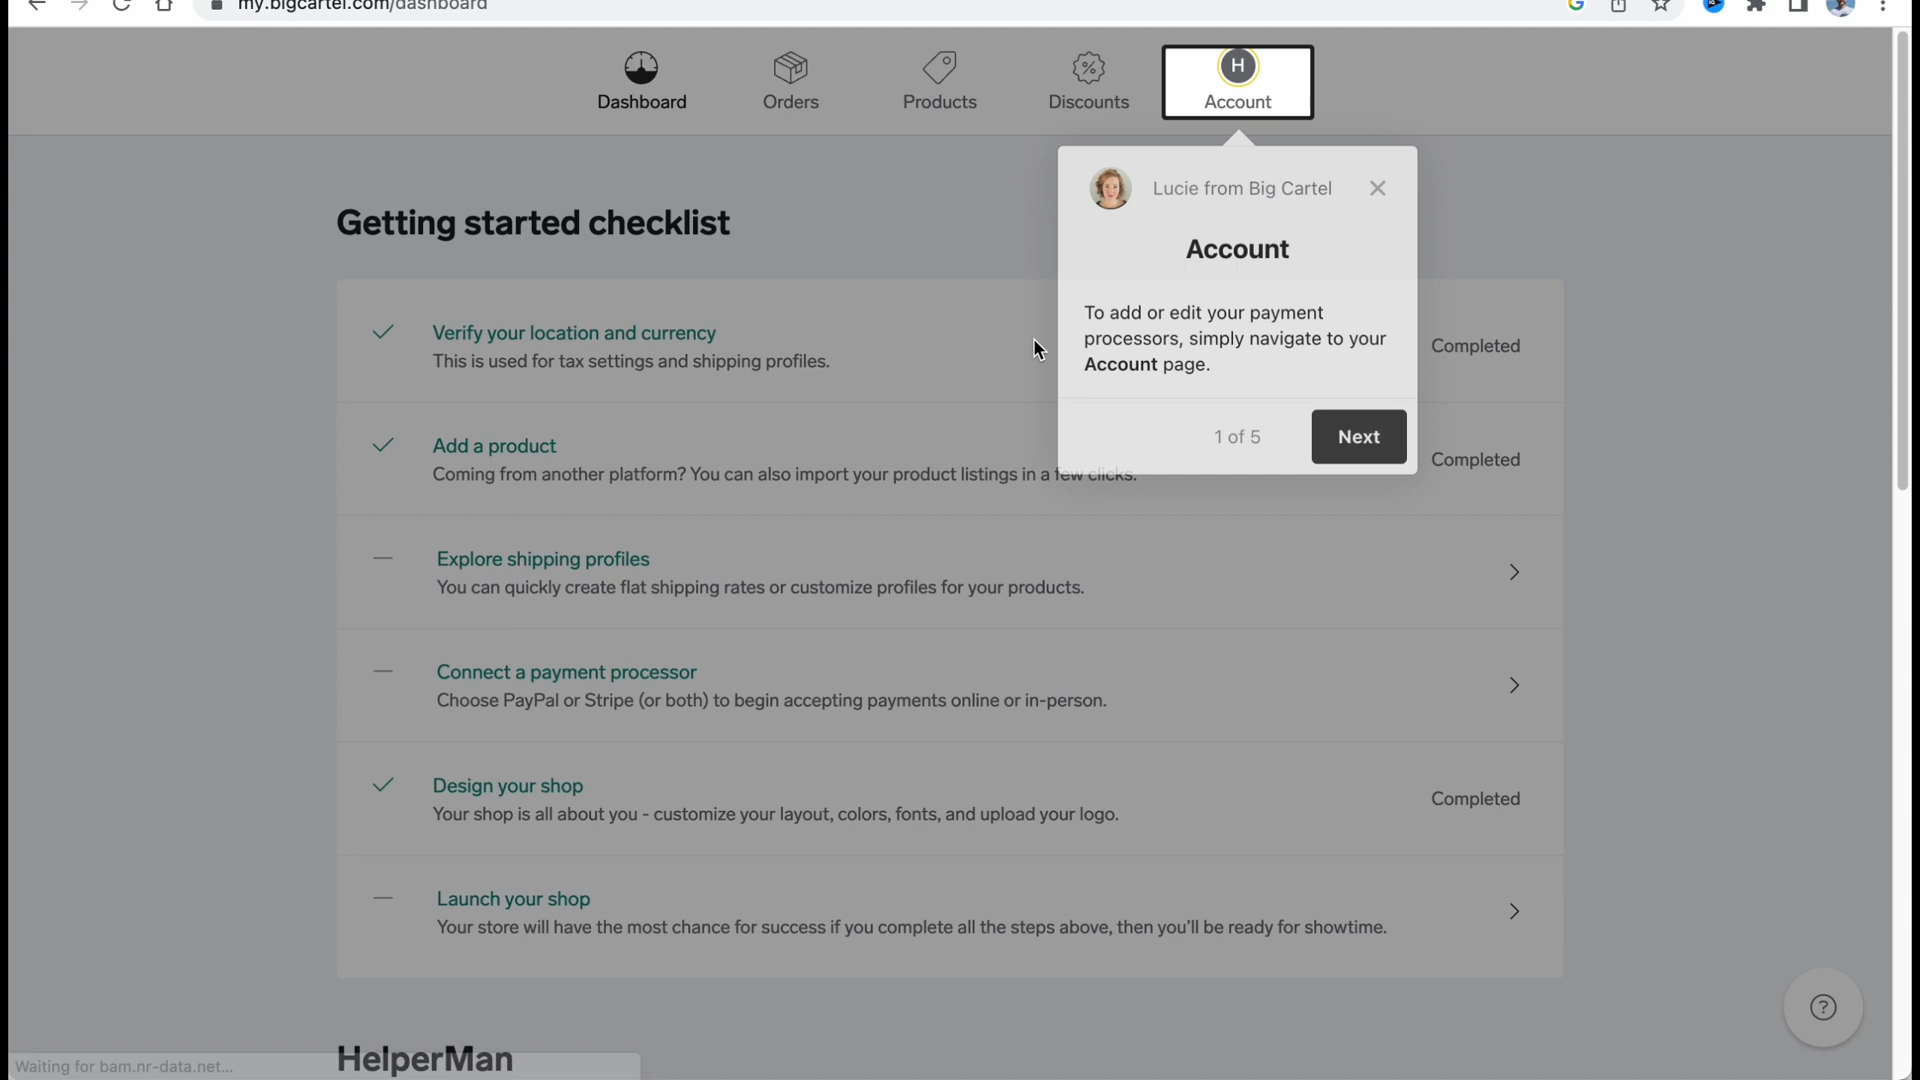 my.bigcartel.com/dashboard
Dashboard
Orders
Products
Discounts
H
Account
Lucie from Big Cartel
Account
To add or edit your payment
processors, simply navigate to your
Account page.
1 of 5
Next
Getting started checklist
Verify your location and currency
This is used for tax settings and shipping profiles.
Completed
Add a product
Coming from another platform? You can also import your product listings in a few clicks.
Completed
Explore shipping profiles
You can quickly create flat shipping rates or customize profiles for your products.
Connect a payment processor
Choose PayPal or Stripe (or both) to begin accepting payments online or in-person.
Design your shop
Your shop is all about you - customize your layout, colors, fonts, and upload your logo.
Completed
Launch your shop
Your store will have the most chance for success if you complete all the steps above, then you'll be ready for showtime.
HelperMan
Waiting for bam.nr-data.net...